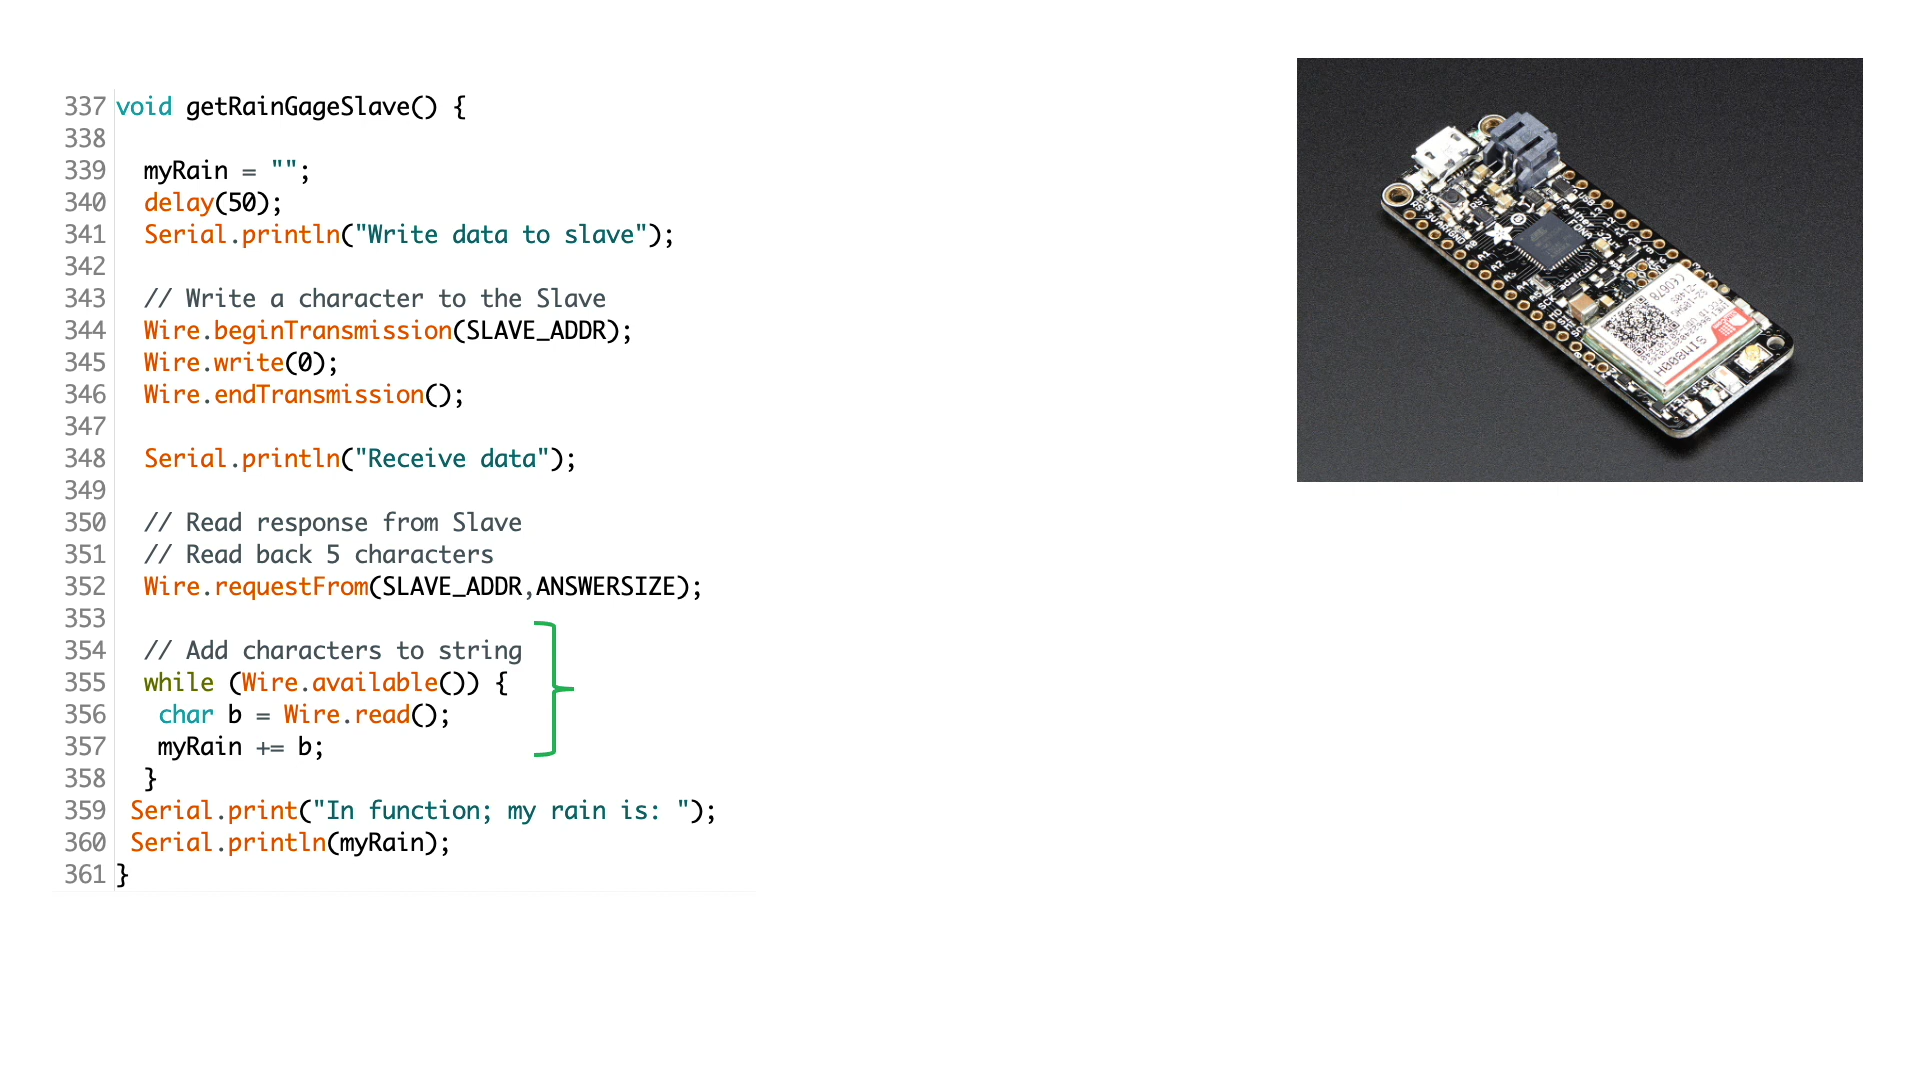 337 void getRainGageSlave() {
338
339 myRain = "";
340 delay(50);
341 Serial.println("Write data to slave");
342
343 // Write a character to the Slave
344 Wire.beginTransmission(SLAVE_ADDR);
345 Wire.write(0);
346 Wire.endTransmission();
347
348 Serial.println("Receive data");
349
350 // Read response from Slave
351 // Read back 5 characters
352 Wire.requestFrom(SLAVE_ADDR,ANSWERSIZE);
353
354 // Add characters to string
355 while (Wire.available()) {
356 char b = Wire.read();
357 myRain += b;
358 }
359 Serial.print("In function; my rain is: ");
360 Serial.println(myRain);
361 }
SIM800H